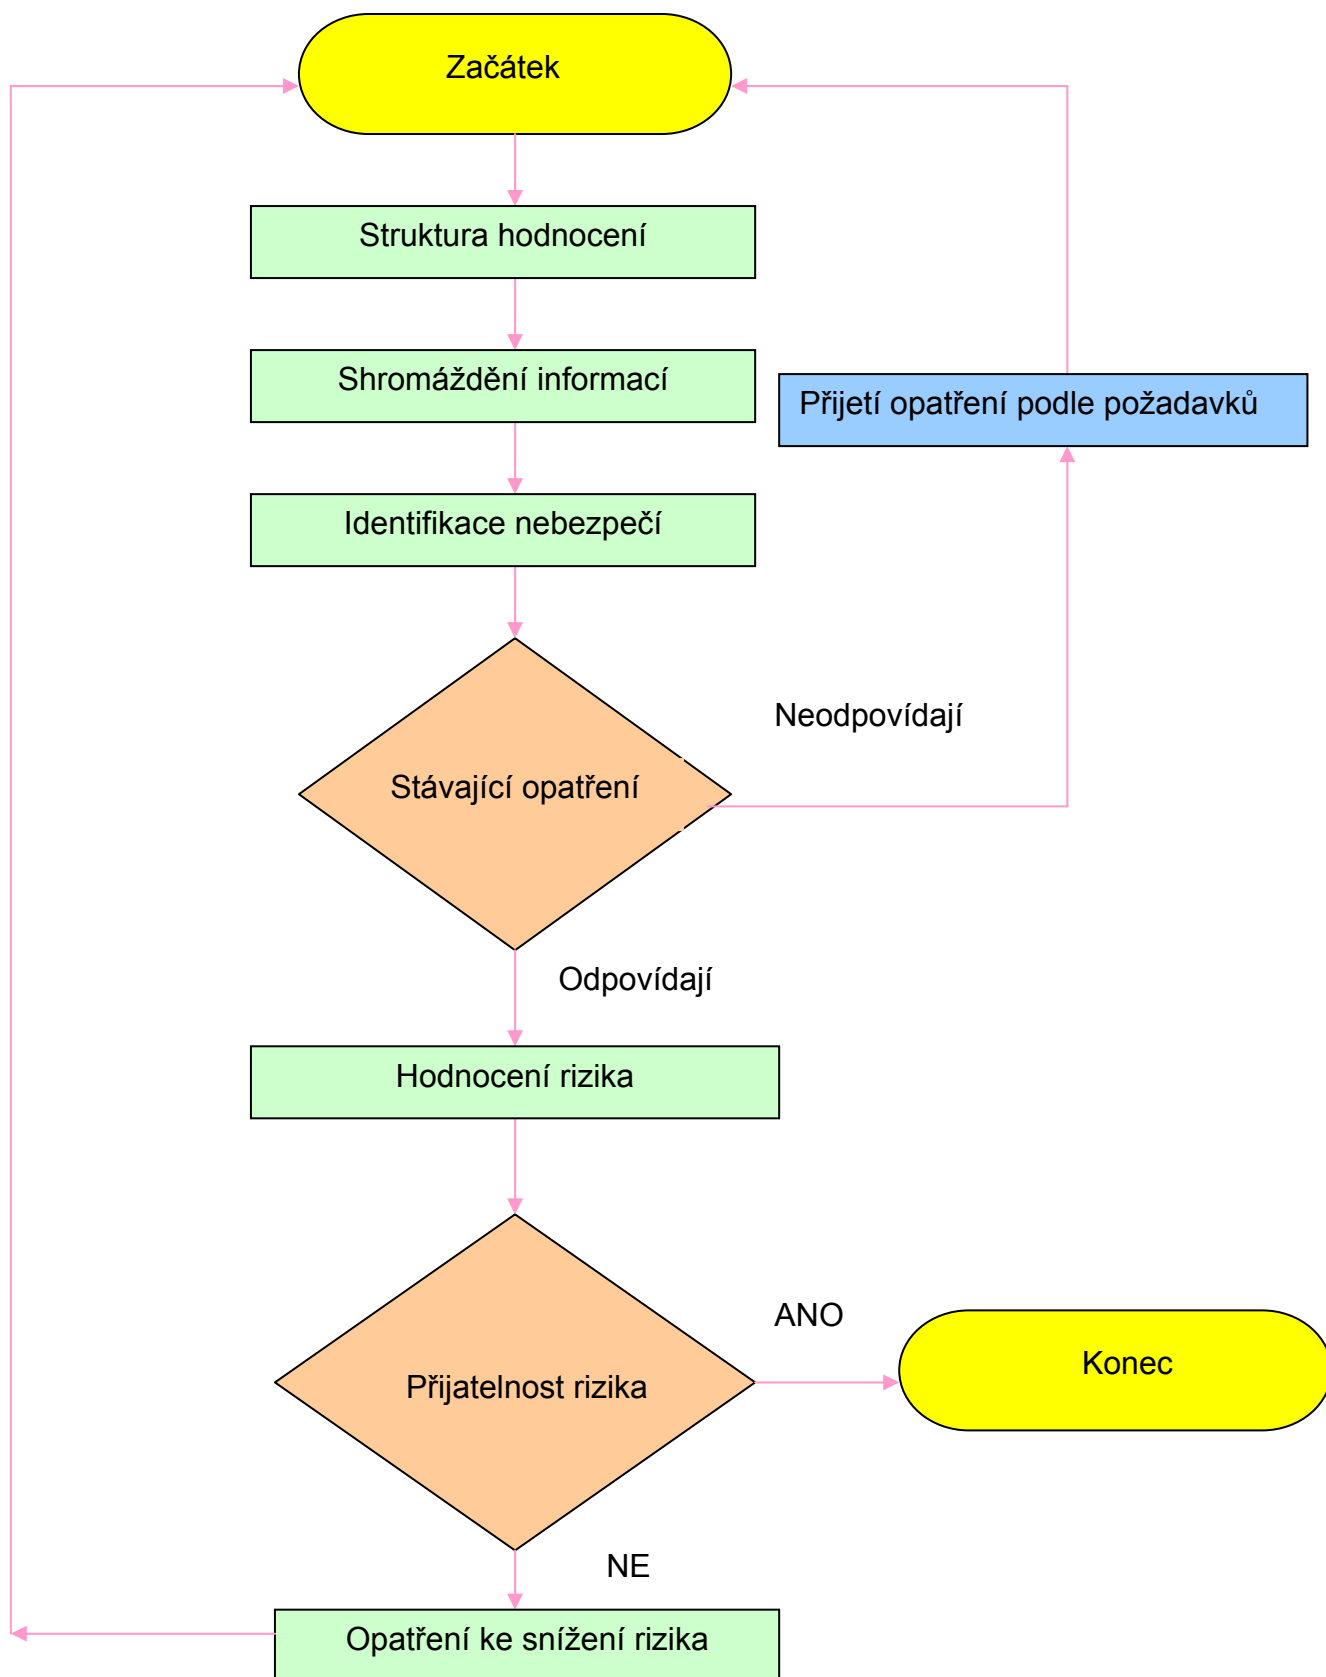 Začátek
Struktura hodnocení
Shromáždění informací
Přijetí opatření podle požadavků
Identifikace nebezpečí
Neodpovídají
Stávající opatření
Odpovídají
Hodnocení rizika
ANO
Konec
Přijatelnost rizika
NE
Opatření ke snížení rizika